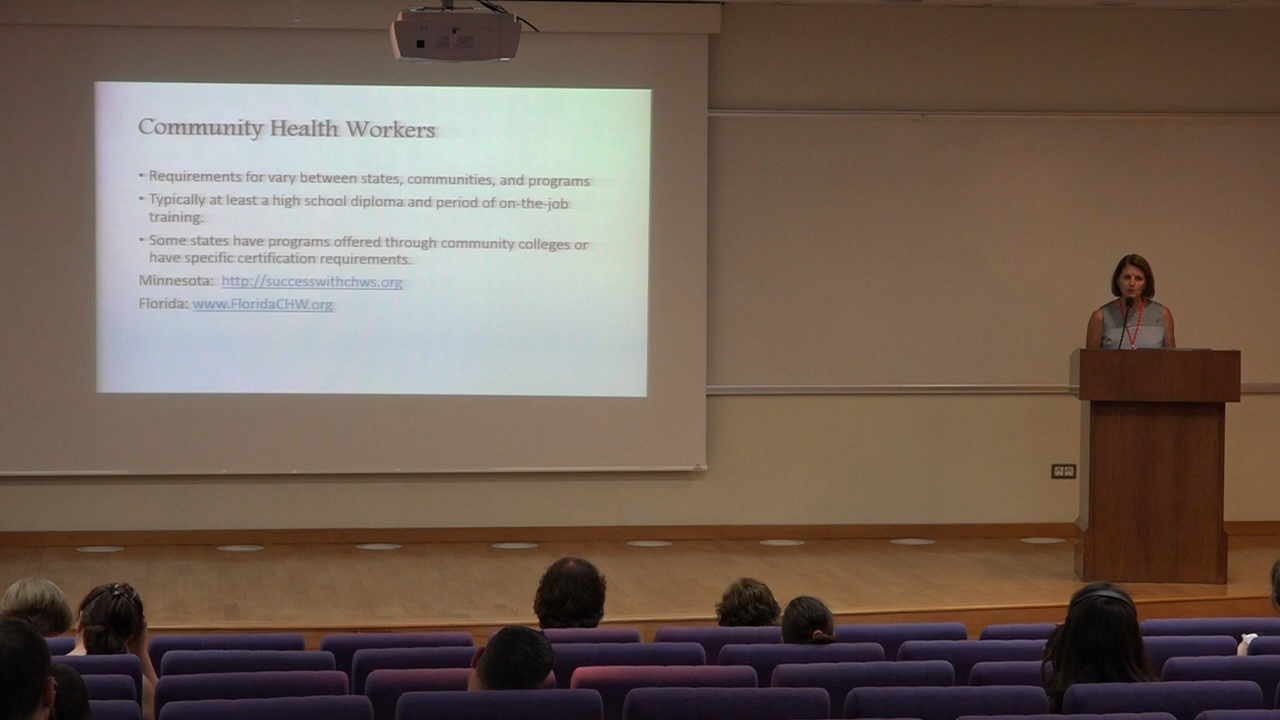 Community Health Workers
• Requirements for vary between states, communities, and programs
• Typically at least a high school diploma and period of on-the-job
training.
• Some states have programs offered through community colleges or
have specific certification requirements.
Minnesota: http://successwithchws.org
Florida: www.FloridaCHW.org